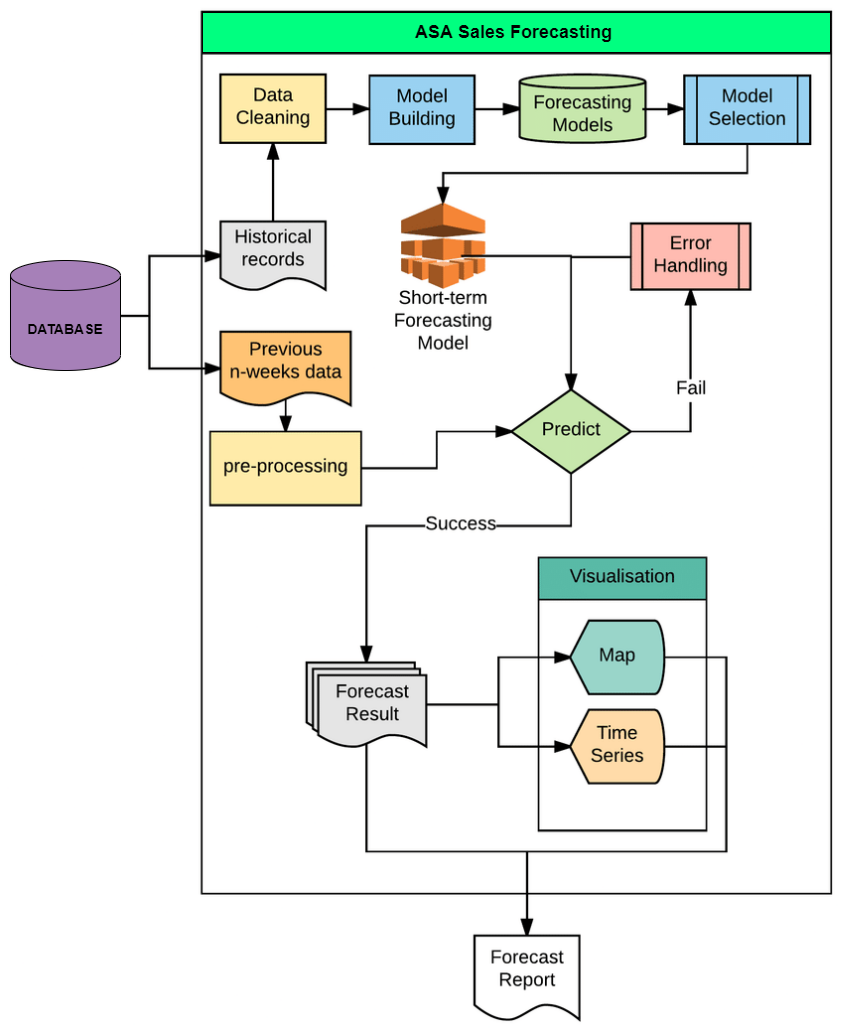 ASA Sales Forecasting
Data
Cleaning
Model
Building
Forecasting
Models
Model
Selection
Historical
records
Error
Handling
DATABASE
Short-term
Forecasting
Model
Previous
n-weeks data
Fail
Predict
pre-processing
Success
Visualisation
Map
Forecast
Result
Time
Series
Forecast
Report